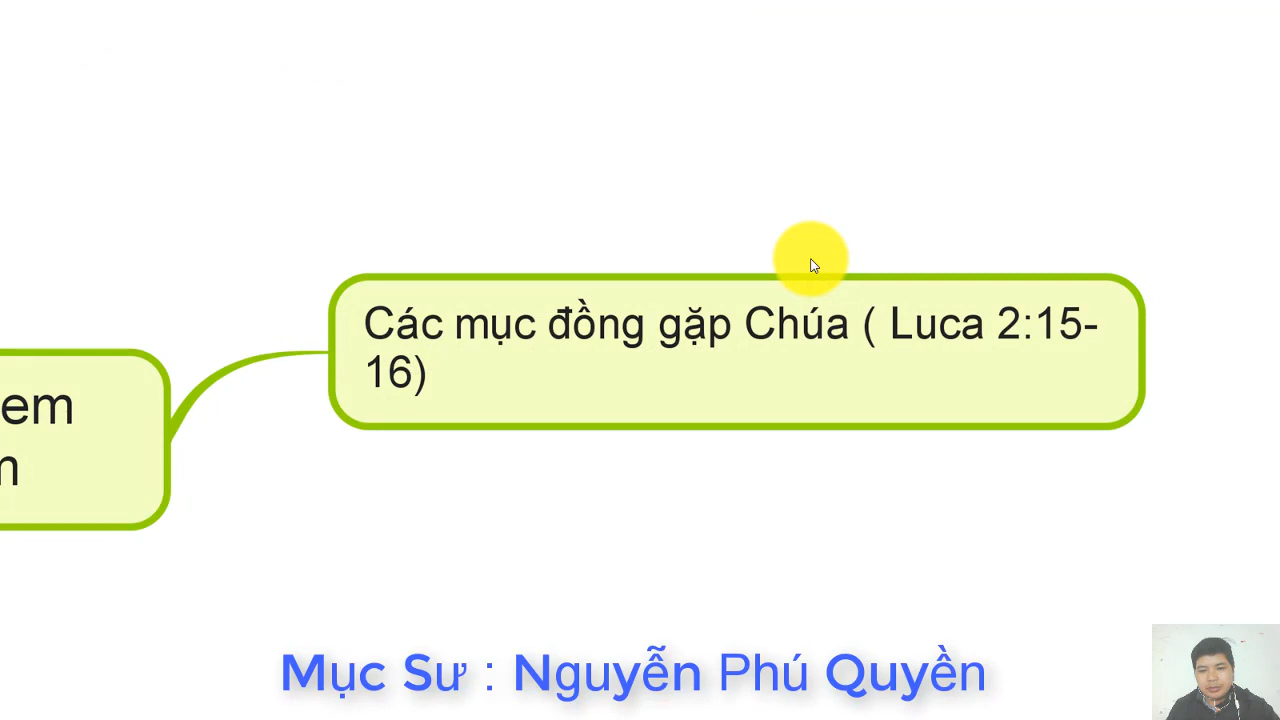 Các mục đồng gặp Chúa ( Luca 2:15-
16)
em
m
Mục Sư : Nguyễn Phú Quyền